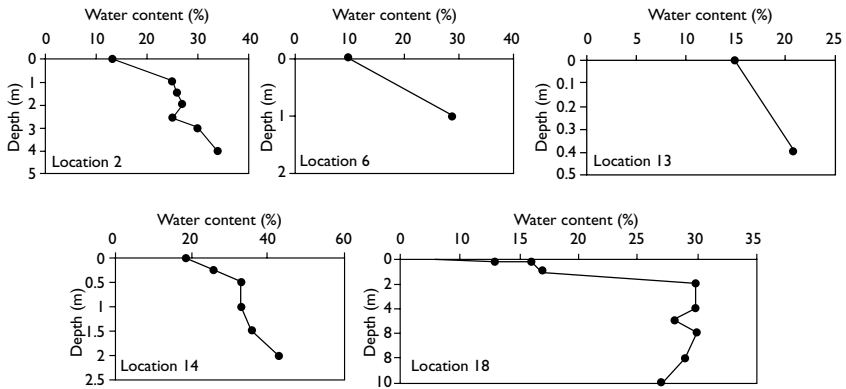 Water content (%)
0 10 20 30 40
Depth (m)
0
1
2
3
4
5
Location 2
Water content (%)
0 10 20 30 40
Depth (m)
0
1
2
Location 6
Water content (%)
0 5 10 15 20 25
Depth (m)
0
0.1
0.2
0.3
0.4
0.5
Location 13
Water content (%)
0 20 40 60
Depth (m)
0
0.5
1
1.5
2
2.5
Location 14
Water content (%)
0 10 15 20 25 30 35
Depth (m)
0
2
4
8
8
10
Location 18